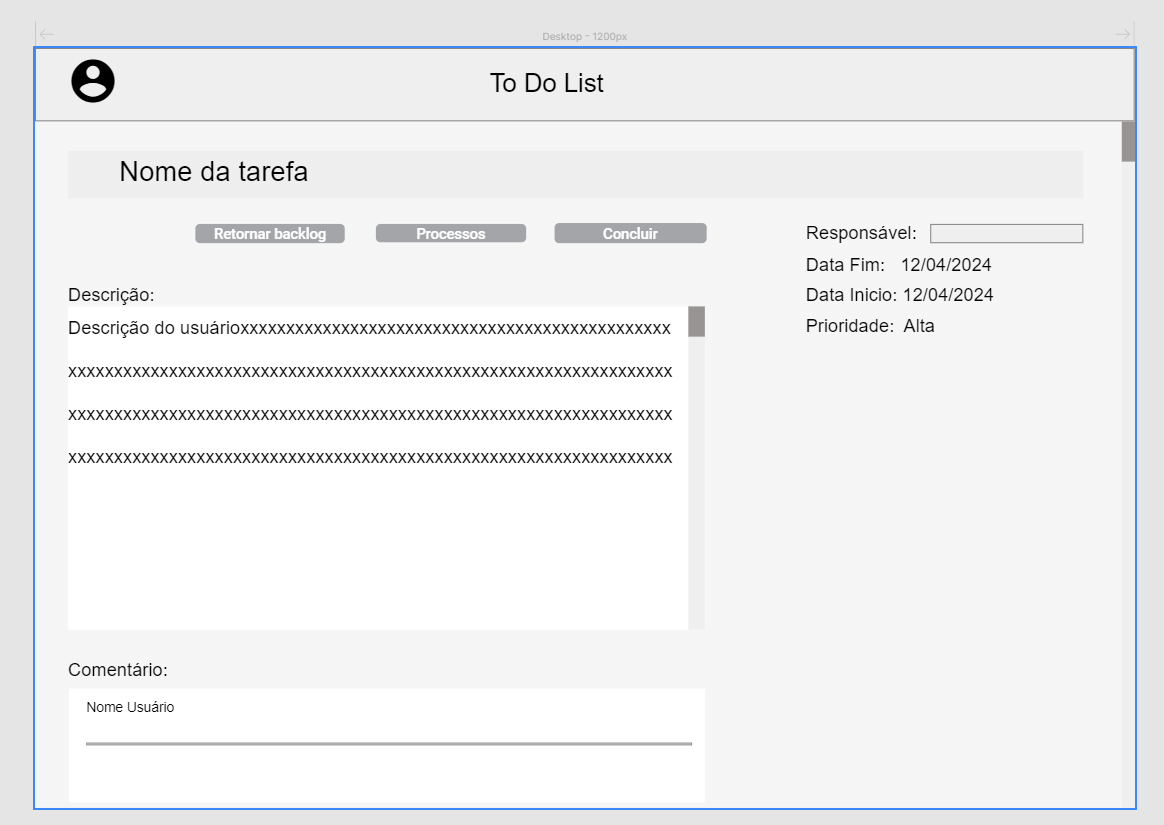 Desktop - 1200px
To Do List
Nome da tarefa
Retornar backlog Processos Concluir
Responsável:
Data Fim: 12/04/2024
Data Inicio: 12/04/2024
Prioridade: Alta
Descrição:
Descrição do usuárioxxxxxxxxxxxxxxxxxxxxxxxxxxxxxxxxxxxxxxxxxxxxxxx
xxxxxxxxxxxxxxxxxxxxxxxxxxxxxxxxxxxxxxxxxxxxxxxxxxxxxxxxxxxxxxxxxx
xxxxxxxxxxxxxxxxxxxxxxxxxxxxxxxxxxxxxxxxxxxxxxxxxxxxxxxxxxxxxxxxxx
xxxxxxxxxxxxxxxxxxxxxxxxxxxxxxxxxxxxxxxxxxxxxxxxxxxxxxxxxxxxxxxxxx
Comentário:
Nome Usuário